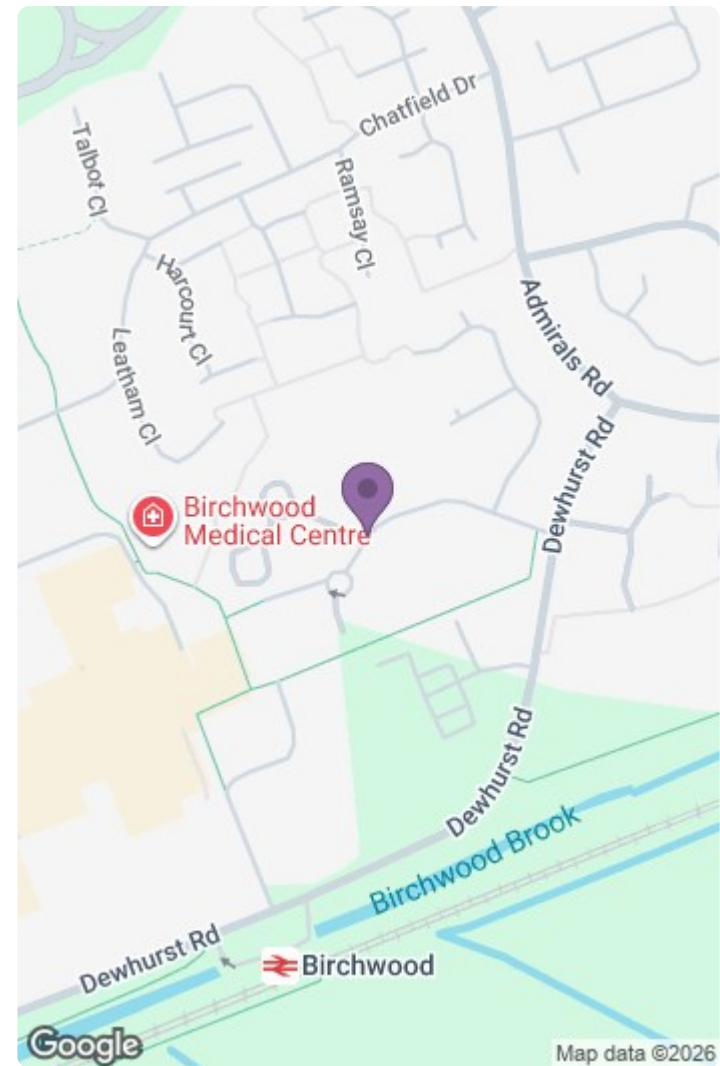 Chatfield Dr
Talbot Cl
Ramsay Cl
Harcourt Cl
Leatham Cl
Admirals Rd
Dewhurst Rd
Birchwood
Medical Centre
Dewhurst Rd
Birchwood Brook
Dewhurst Rd
Birchwood
Google
Map data ©2026